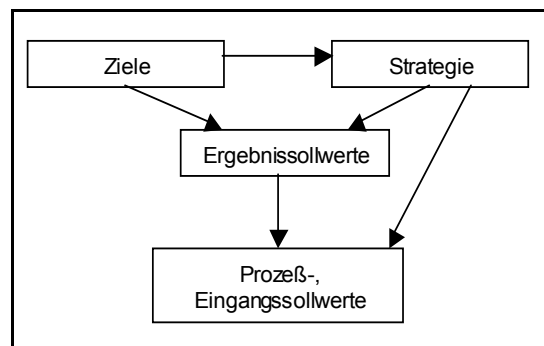 Ziele
Strategie
Ergebnissollwerte
Prozeß-,
Eingangssollwerte